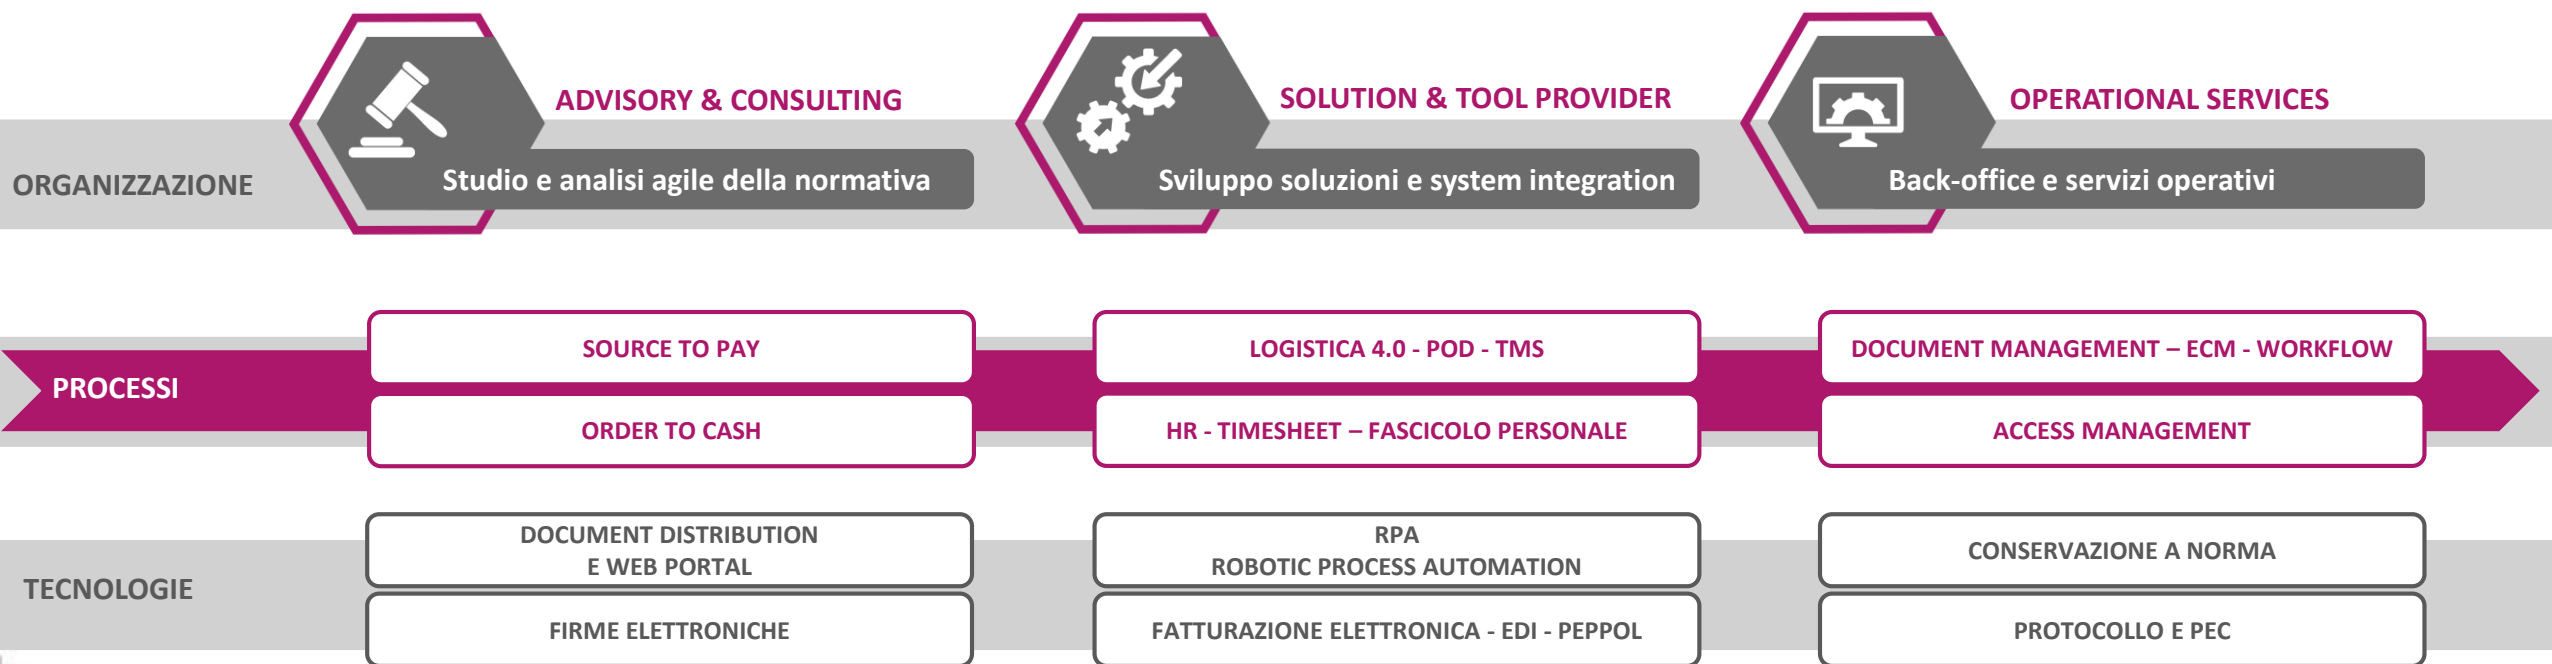 ADVISORY & CONSULTING
SOLUTION & TOOL PROVIDER
OPERATIONAL SERVICES
ORGANIZZAZIONE
Studio e analisi agile della normativa
Sviluppo soluzioni e system integration
Back-office e servizi operativi
PROCESSI
SOURCE TO PAY
LOGISTICA 4.0 - POD - TMS
DOCUMENT MANAGEMENT – ECM - WORKFLOW
ORDER TO CASH
HR - TIMESHEET – FASCICOLO PERSONALE
ACCESS MANAGEMENT
TECNOLOGIE
DOCUMENT DISTRIBUTION
E WEB PORTAL
RPA
ROBOTIC PROCESS AUTOMATION
CONSERVAZIONE A NORMA
FIRME ELETTRONICHE
FATTURAZIONE ELETTRONICA - EDI - PEPPOL
PROTOCOLLO E PEC